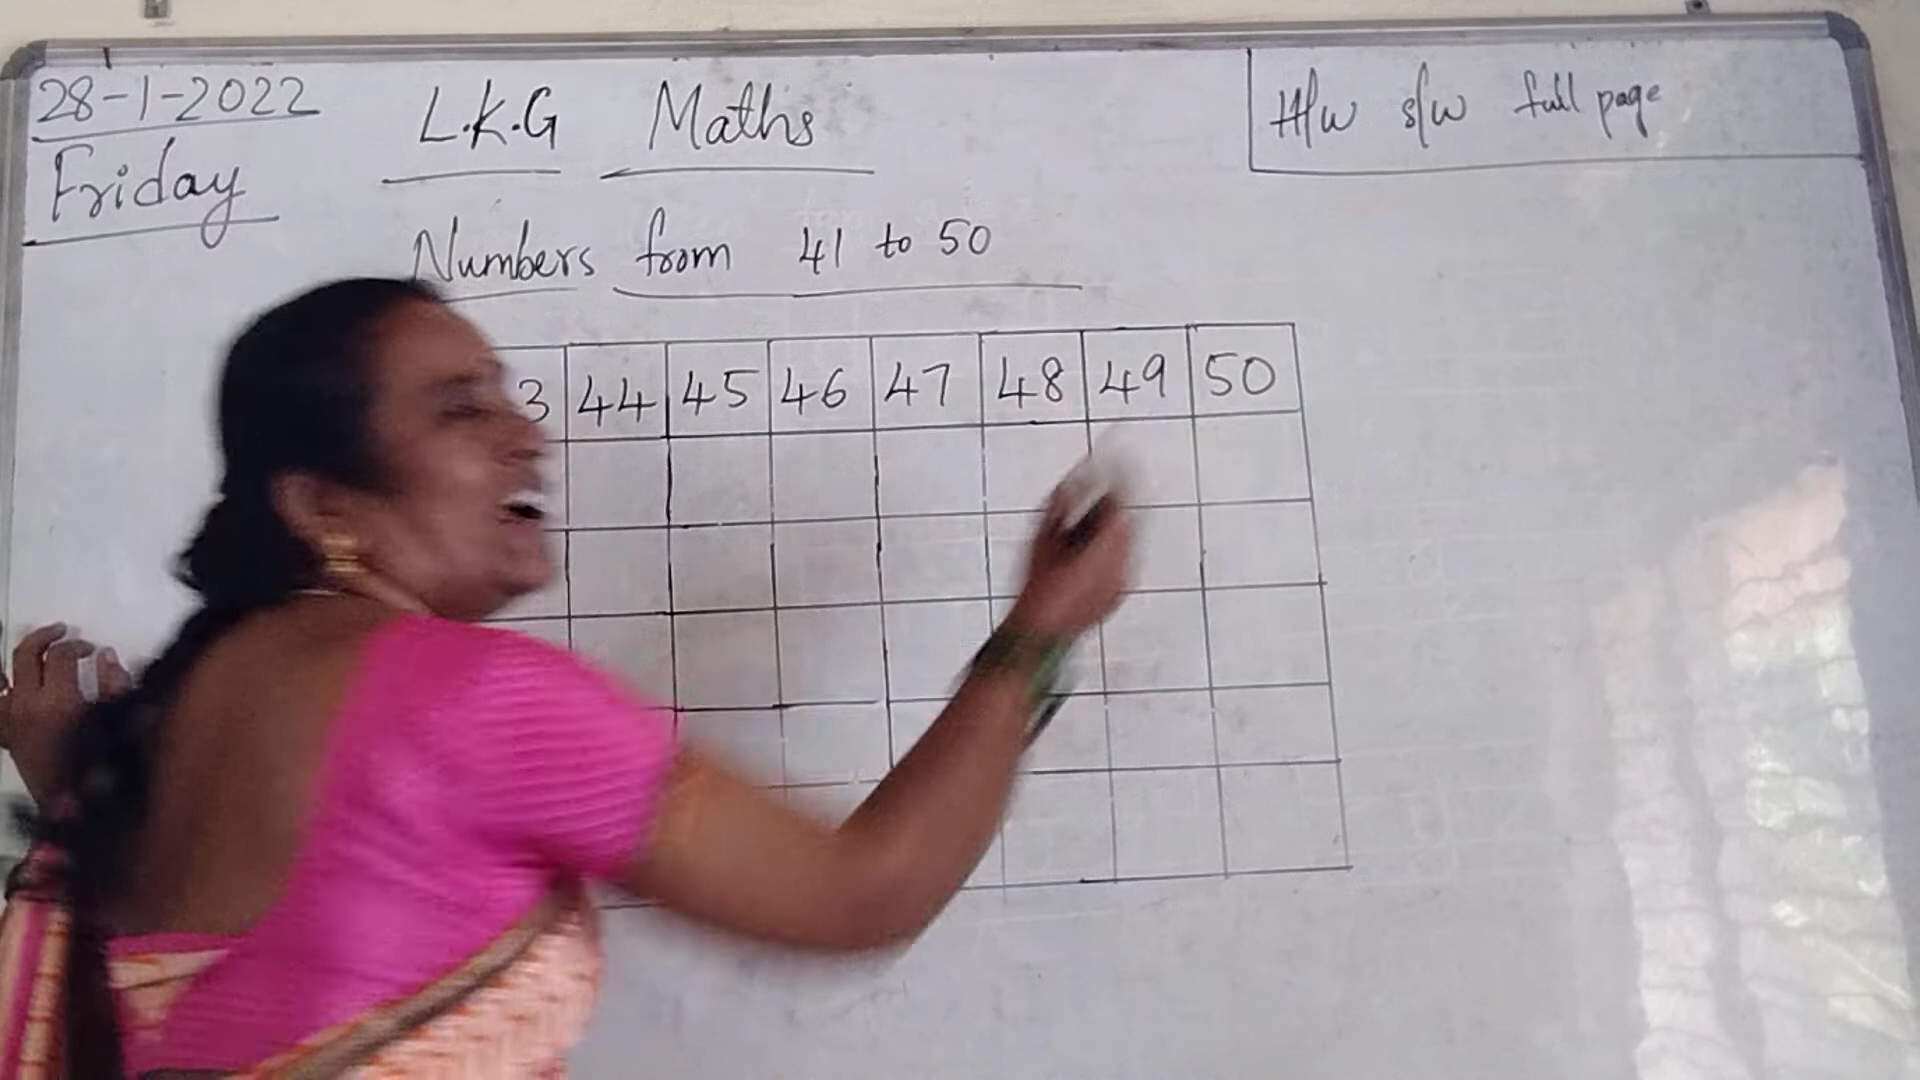 28-1-2022
Friday
L.K.G Maths
H/w s/w full page
Numbers from 41 to 50
3 44 45 46 47 48 49 50